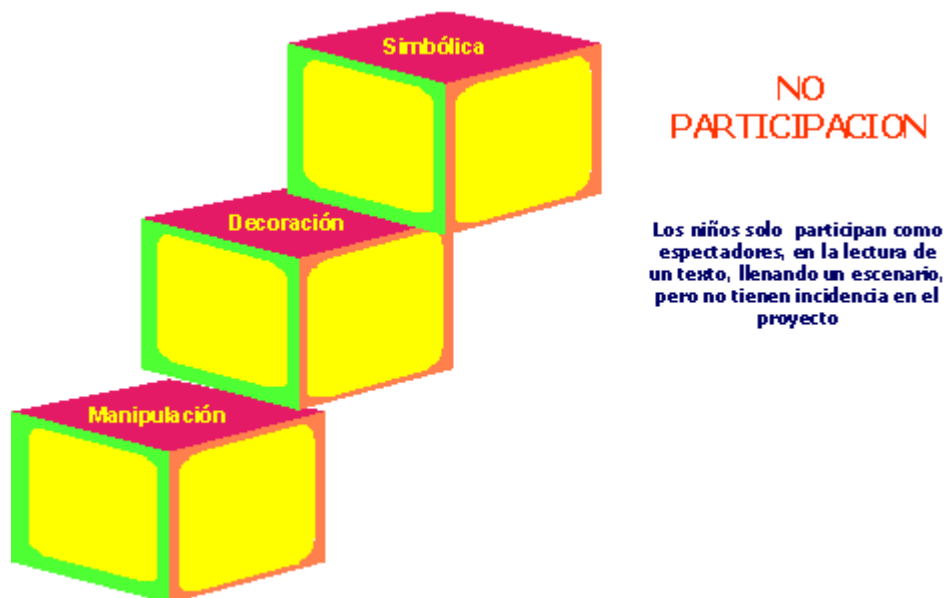 Simbólica
NO
PARTICIPACION
Decoración
Los niños solo participan como
espectadores, en la lectura de
un texto, llenando un escenario,
pero no tienen incidencia en el
proyecto
Manipulación